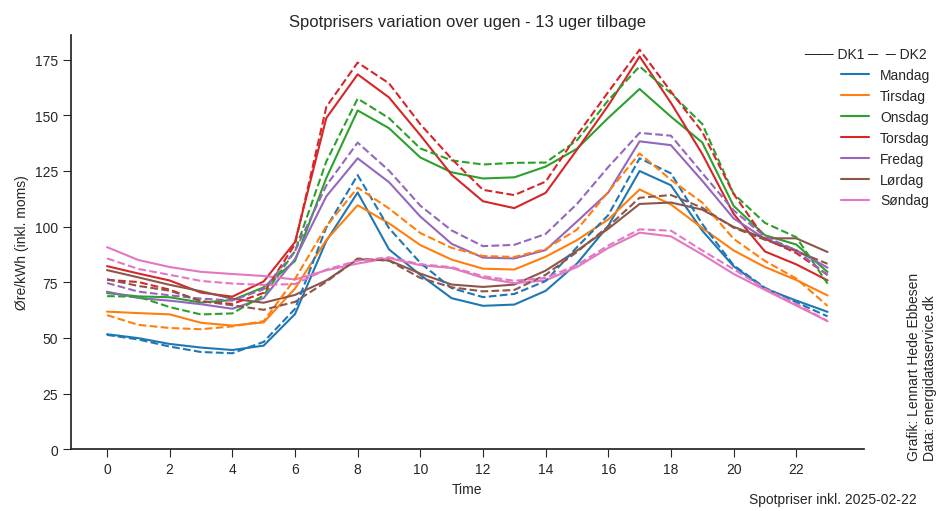 Spotprisers variation over ugen - 13 uger tilbage
DK1 DK2
Mandag
Tirsdag
Onsdag
Torsdag
Fredag
Lørdag
Søndag
Øre/kWh (inkl. moms)
175
150
125
100
75
50
25
0
0 2 4 6 8 10 12 14 16 18 20 22
Time
Grafik: Lennart Hede Ebbesen
Data: energidataservice.dk
Spotpriser inkl. 2025-02-22